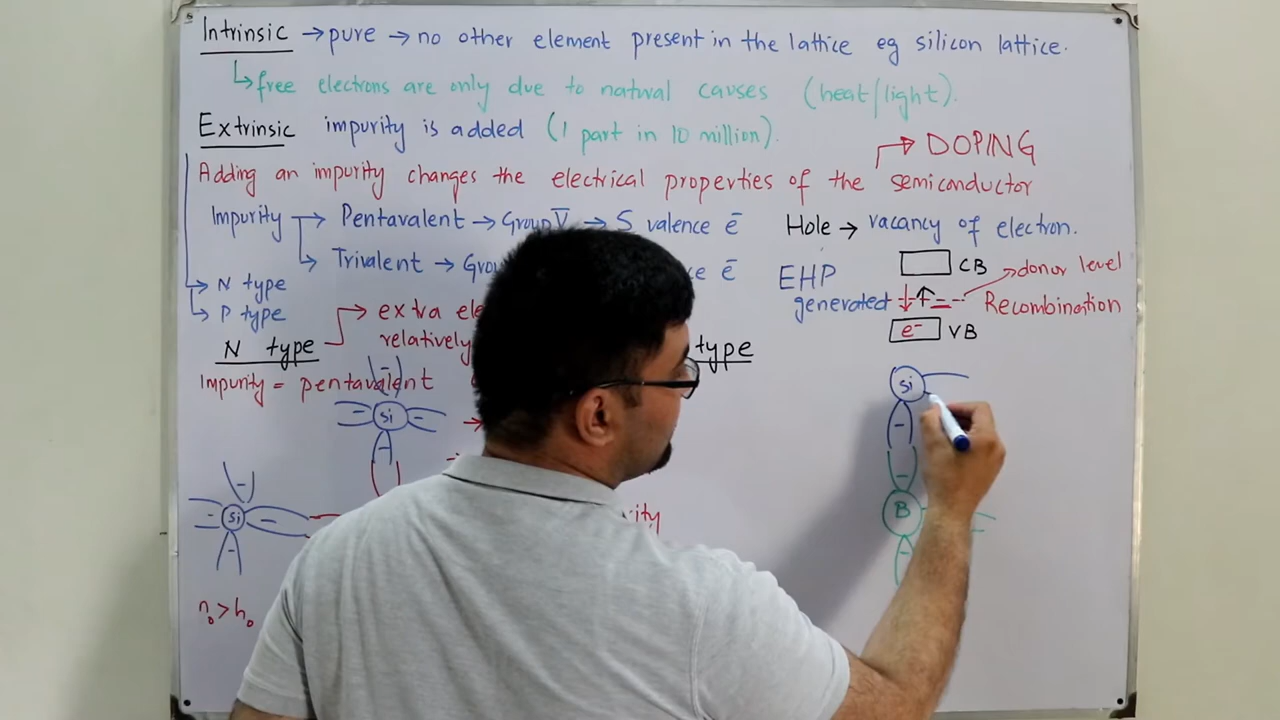 Intrinsic → pure → no other element present in the lattice eg silicon lattice.
↳ free electrons are only due to natural causes (heat/light).
Extrinsic impurity is added (1 part in 10 million).
→ DOPING
Adding an impurity changes the electrical properties of the semiconductor
Impurity → Pentavalent → Group V → 5 valence ē
Hole → vacancy of electron.
↳ Trivalent → ē
EHP generated
CB
→ donor level
Recombination
e⁻ VB
→ N type
↳ P type
→ extra
relatively
N type
type
Impurity = pentavalent
Si
Si
Si
B
n₀ > h₀